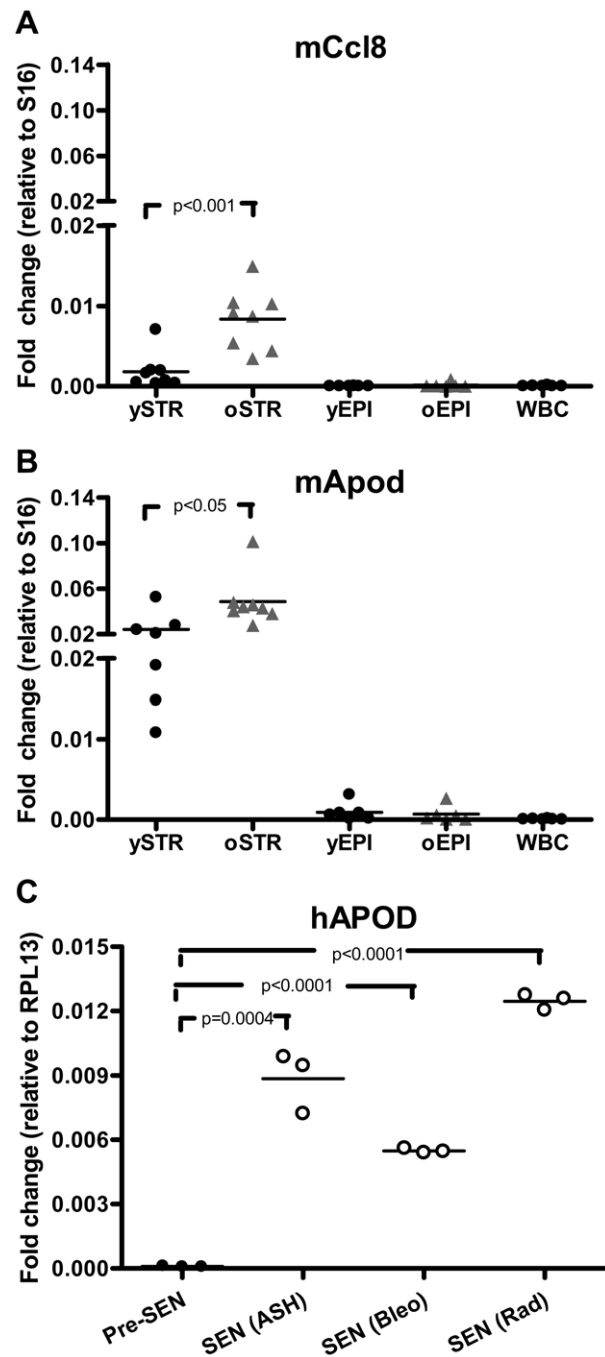 A
mCcl8
Fold change (relative to S16)
0.14
0.10
0.06
0.02
0.02
0.01
0.00
p<0.001
ySTR oSTR yEPI oEPI WBC
B
mApod
Fold change (relative to S16)
0.14
0.10
0.06
0.02
0.02
0.01
0.00
p<0.05
ySTR oSTR yEPI oEPI WBC
C
hAPOD
Fold change (relative to RPL13)
0.015
0.012
0.009
0.006
0.003
0.000
p<0.0001
p<0.0001
p=0.0004
Pre-SEN SEN (ASH) SEN (Bleo) SEN (Rad)